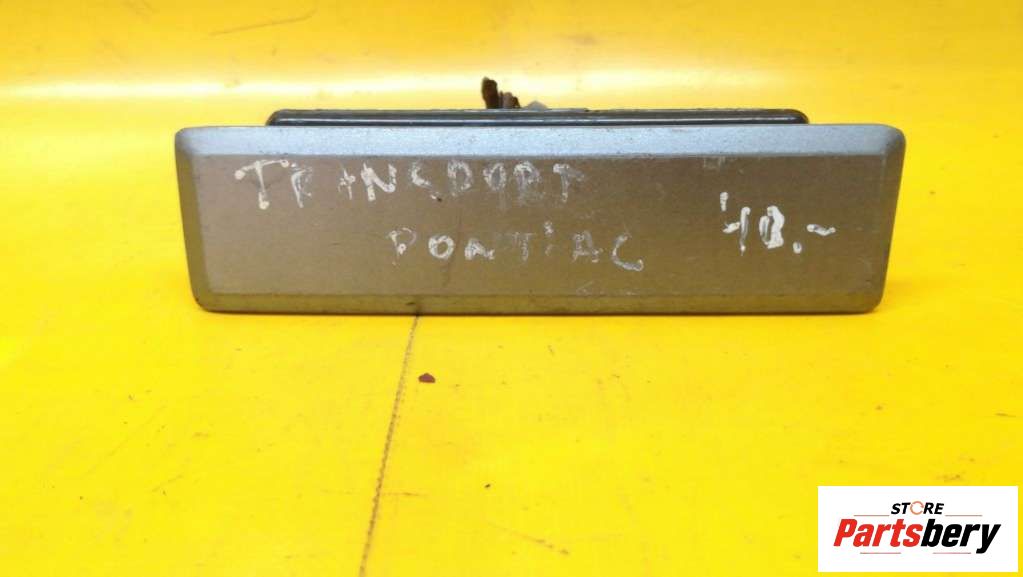 TRANSPORT
PONTIAC
40.-
STORE
Partsbery